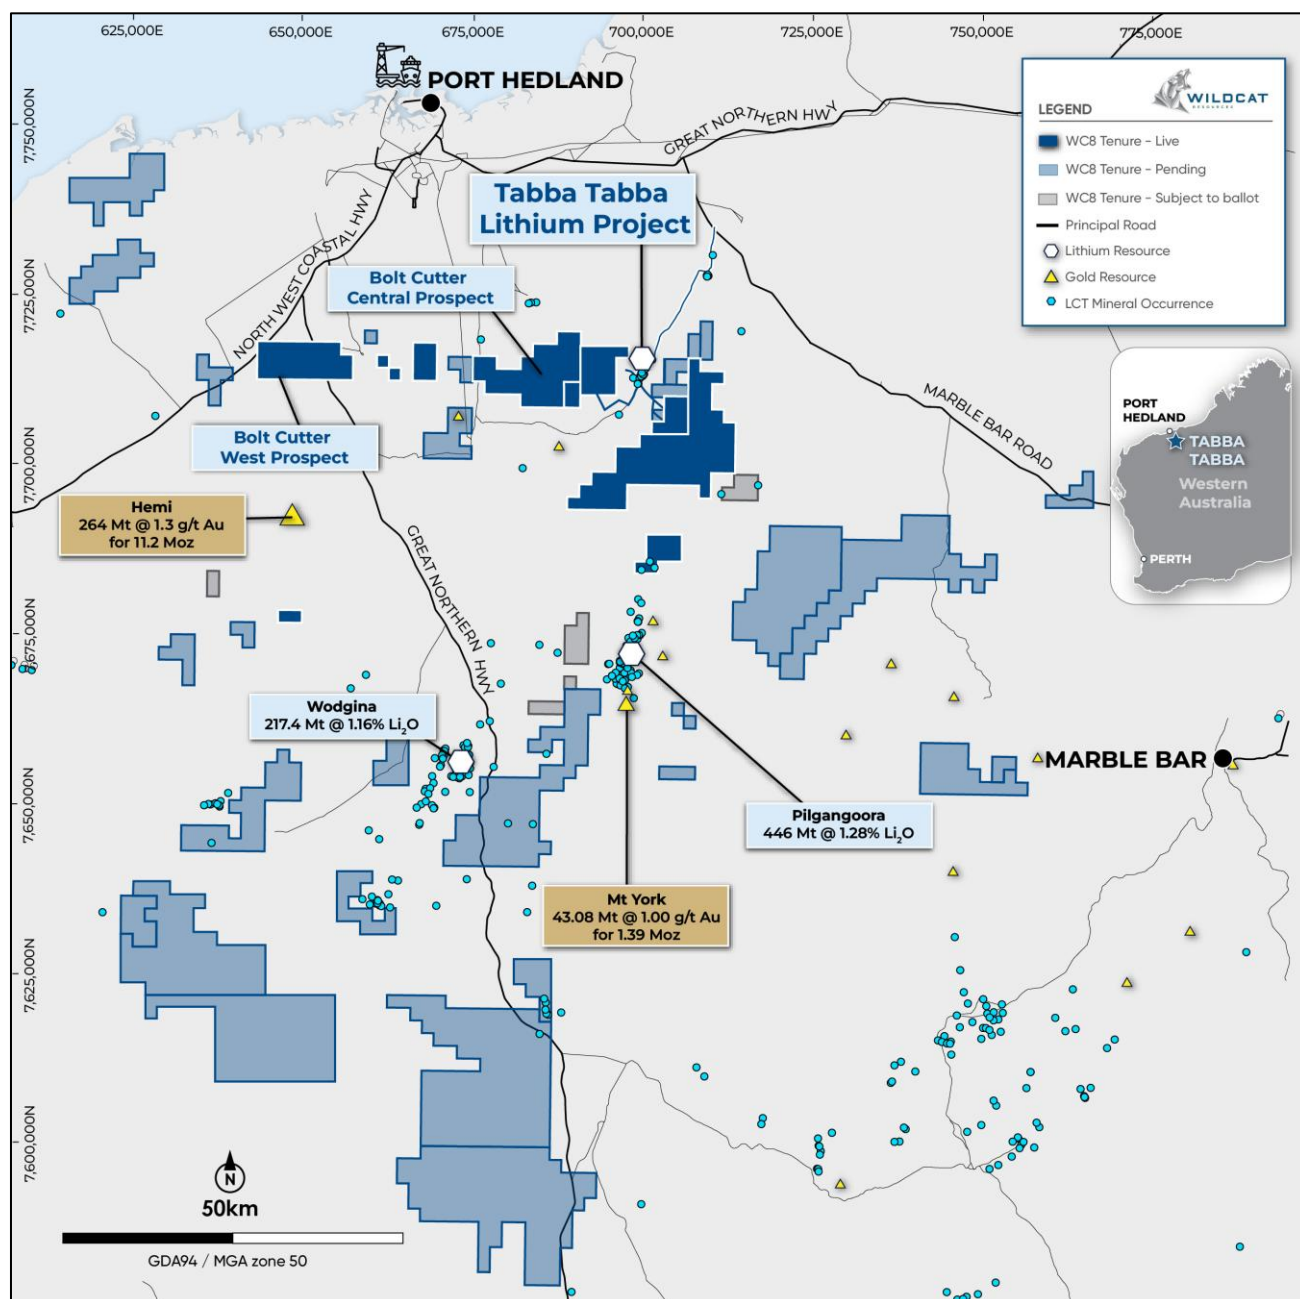 625,000E
650,000E
675,000E
700,000E
725,000E
750,000E
775,000E
7,750,000N
7,725,000N
7,700,000N
7,675,000N
7,650,000N
7,625,000N
7,600,000N
PORT HEDLAND
GREAT NORTHERN HWY
NORTH WEST COASTAL HWY
Tabba Tabba
Lithium Project
Bolt Cutter
Central Prospect
Bolt Cutter
West Prospect
MARBLE BAR ROAD
Hemi
264 Mt @ 1.3 g/t Au
for 11.2 Moz
GREAT NORTHERN HWY
Wodgina
217.4 Mt @ 1.16% Li₂O
MARBLE BAR
Pilgangoora
446 Mt @ 1.28% Li₂O
Mt York
43.08 Mt @ 1.00 g/t Au
for 1.39 Moz
WILDCAT
RESOURCES
LEGEND
WC8 Tenure - Live
WC8 Tenure - Pending
WC8 Tenure - Subject to ballot
Principal Road
Lithium Resource
Gold Resource
LCT Mineral Occurrence
PORT
HEDLAND
TABBA
TABBA
Western
Australia
PERTH
N
50km
GDA94 / MGA zone 50